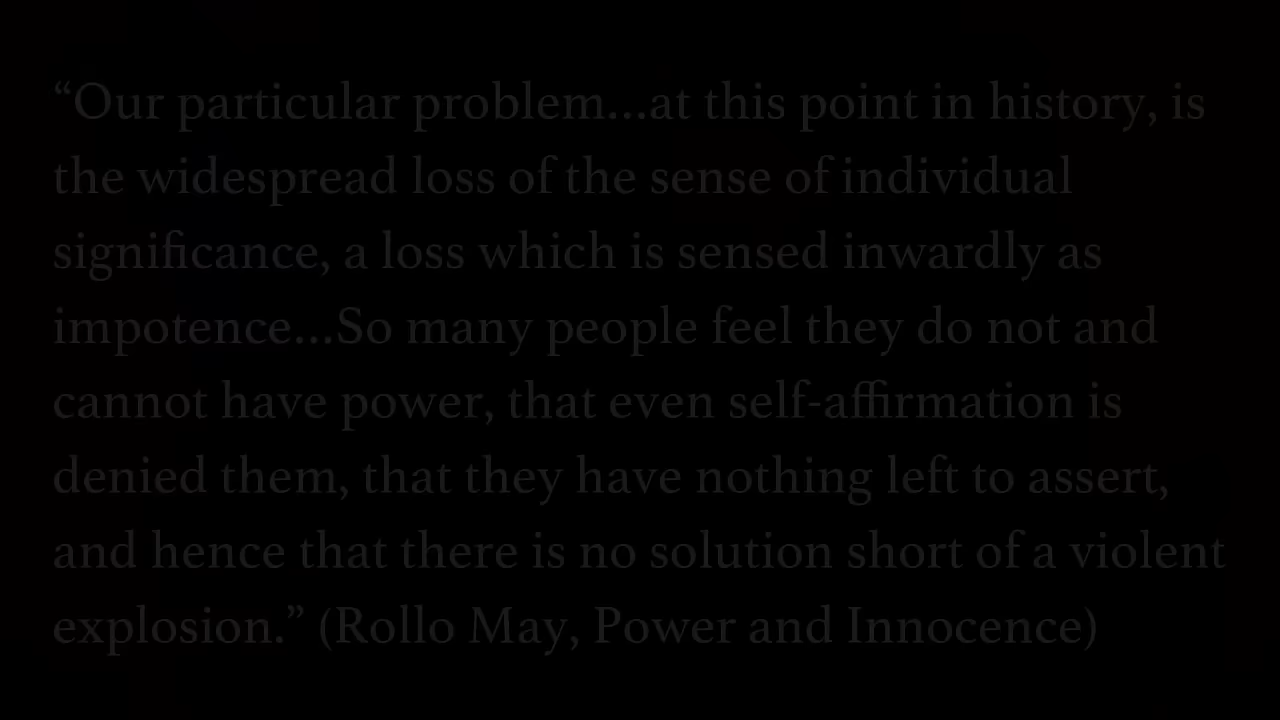 “Our particular problem...at this point in history, is
the widespread loss of the sense of individual
significance, a loss which is sensed inwardly as
impotence...So many people feel they do not and
cannot have power, that even self-affirmation is
denied them, that they have nothing left to assert,
and hence that there is no solution short of a violent
explosion.” (Rollo May, Power and Innocence)